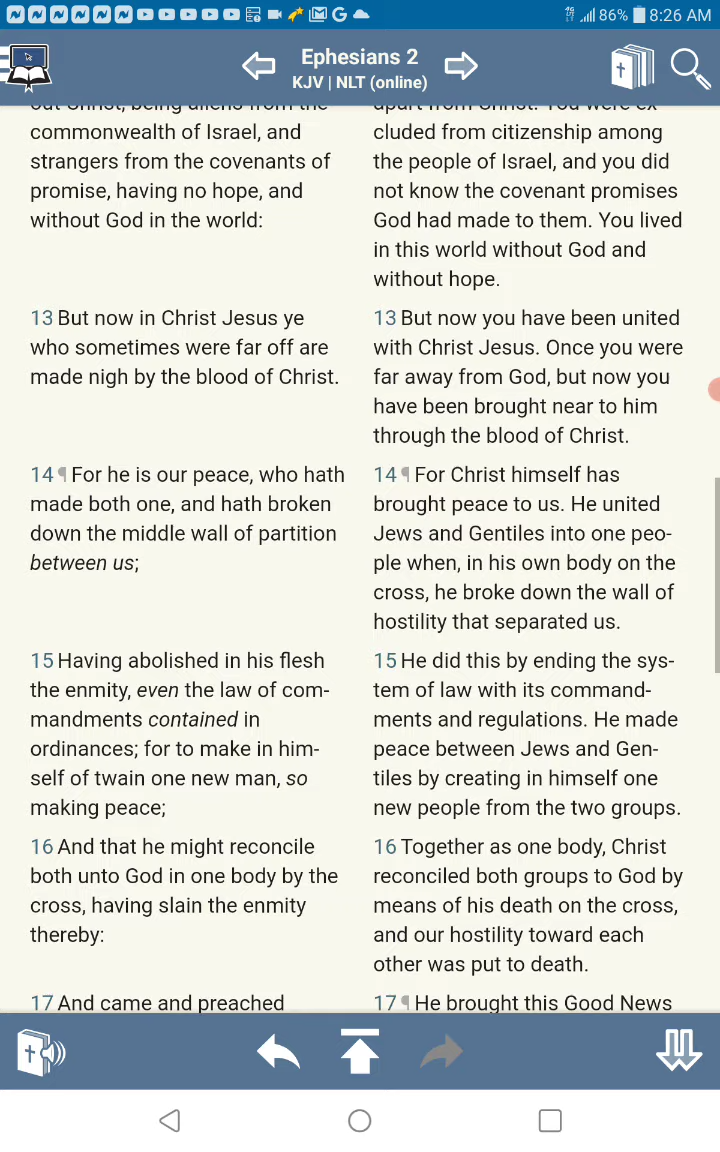 86% 8:26 AM
Ephesians 2
KJV | NLT (online)
out Christ, being aliens from the
commonwealth of Israel, and
strangers from the covenants of
promise, having no hope, and
without God in the world:
13 But now in Christ Jesus ye
who sometimes were far off are
made nigh by the blood of Christ.
14 ¶ For he is our peace, who hath
made both one, and hath broken
down the middle wall of partition
between us;
15 Having abolished in his flesh
the enmity, even the law of com-
mandments contained in
ordinances; for to make in him-
self of twain one new man, so
making peace;
16 And that he might reconcile
both unto God in one body by the
cross, having slain the enmity
thereby:
17 And came and preached
apart from Christ. You were ex-
cluded from citizenship among
the people of Israel, and you did
not know the covenant promises
God had made to them. You lived
in this world without God and
without hope.
13 But now you have been united
with Christ Jesus. Once you were
far away from God, but now you
have been brought near to him
through the blood of Christ.
14 ¶ For Christ himself has
brought peace to us. He united
Jews and Gentiles into one peo-
ple when, in his own body on the
cross, he broke down the wall of
hostility that separated us.
15 He did this by ending the sys-
tem of law with its command-
ments and regulations. He made
peace between Jews and Gen-
tiles by creating in himself one
new people from the two groups.
16 Together as one body, Christ
reconciled both groups to God by
means of his death on the cross,
and our hostility toward each
other was put to death.
17 ¶ He brought this Good News